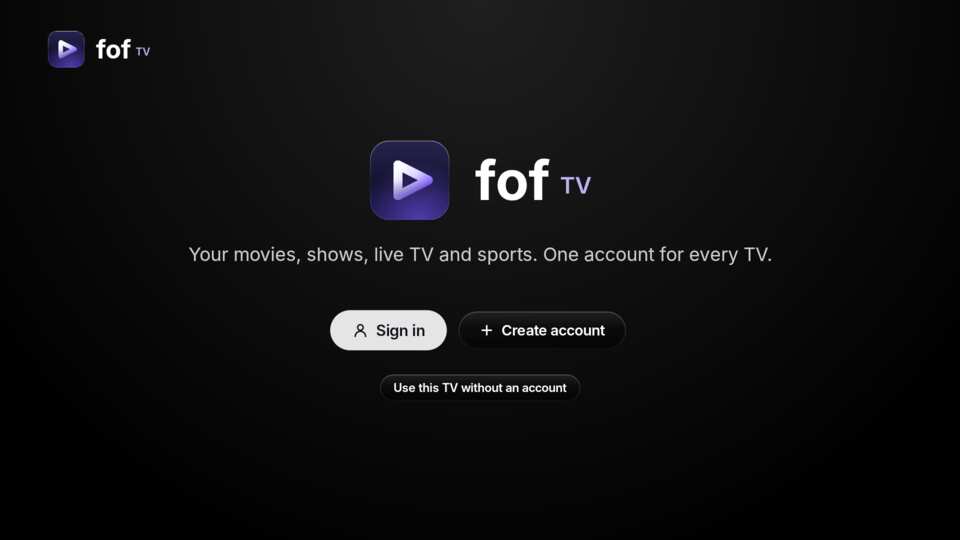 fof TV
fof TV
Your movies, shows, live TV and sports. One account for every TV.
Sign in
Create account
Use this TV without an account